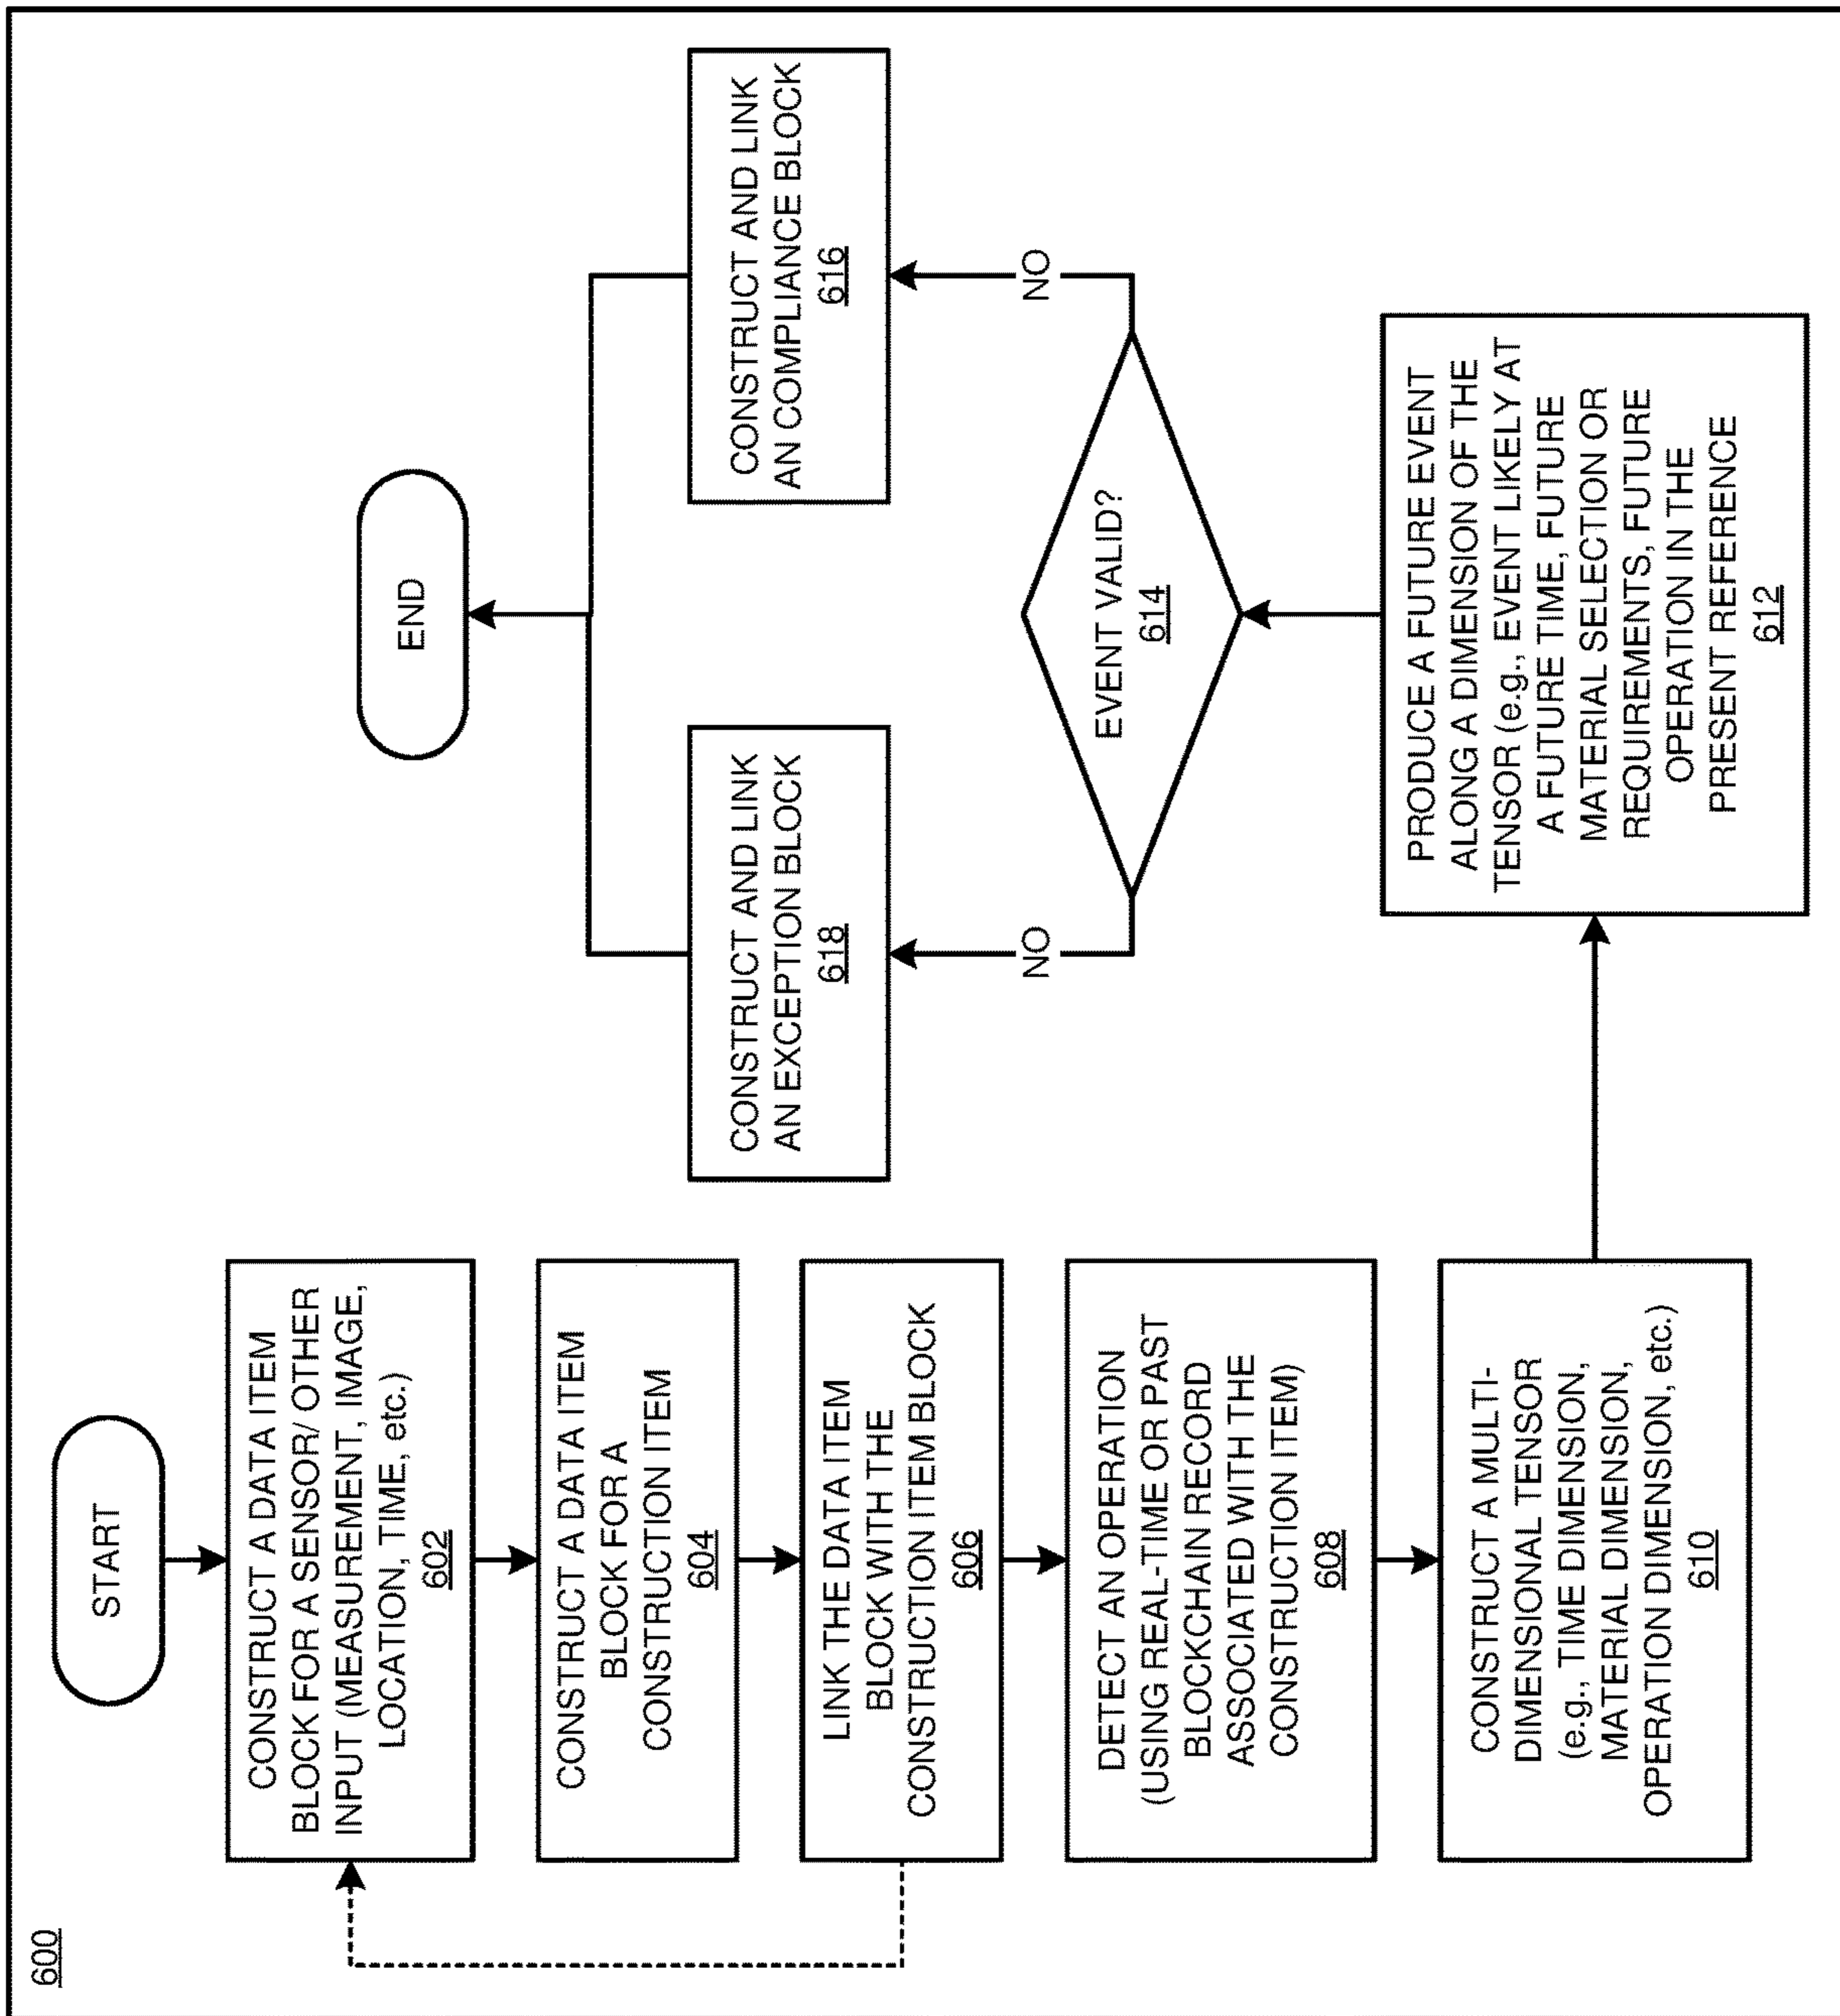 600
START
CONSTRUCT A DATA ITEM
BLOCK FOR A SENSOR/ OTHER
INPUT (MEASUREMENT, IMAGE,
LOCATION, TIME, etc.)
602
CONSTRUCT A DATA ITEM
BLOCK FOR A
CONSTRUCTION ITEM
604
LINK THE DATA ITEM
BLOCK WITH THE
CONSTRUCTION ITEM BLOCK
606
DETECT AN OPERATION
(USING REAL-TIME OR PAST
BLOCKCHAIN RECORD
ASSOCIATED WITH THE
CONSTRUCTION ITEM)
608
CONSTRUCT A MULTI-
DIMENSIONAL TENSOR
(e.g., TIME DIMENSION,
MATERIAL DIMENSION,
OPERATION DIMENSION, etc.)
610
PRODUCE A FUTURE EVENT
ALONG A DIMENSION OF THE
TENSOR (e.g., EVENT LIKELY AT
A FUTURE TIME, FUTURE
MATERIAL SELECTION OR
REQUIREMENTS, FUTURE
OPERATION IN THE
PRESENT REFERENCE
612
EVENT VALID?
614
NO
NO
CONSTRUCT AND LINK
AN EXCEPTION BLOCK
618
CONSTRUCT AND LINK
AN COMPLIANCE BLOCK
616
END